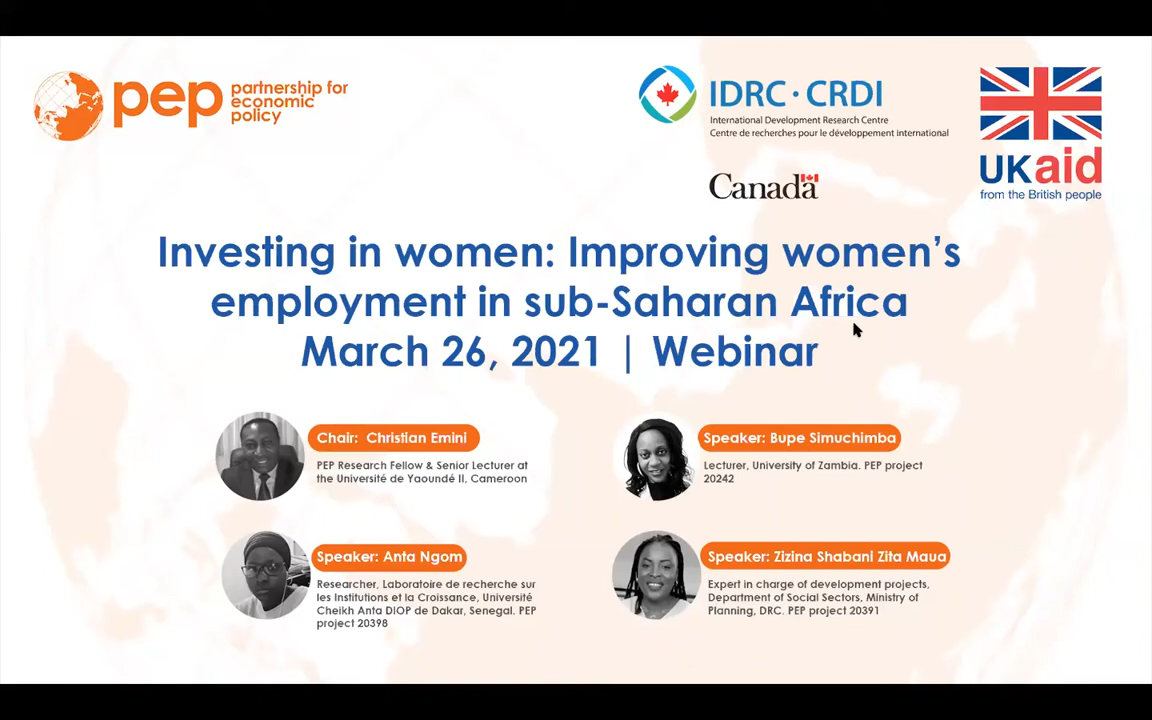 pep
partnership for
economic
policy
IDRC · CRDI
International Development Research Centre
Centre de recherches pour le développement international
Canada
UKaid
from the British people
Investing in women: Improving women's
employment in sub-Saharan Africa
March 26, 2021 | Webinar
Chair: Christian Emini
PEP Research Fellow & Senior Lecturer at
the Université de Yaoundé II, Cameroon
Speaker: Bupe Simuchimba
Lecturer, University of Zambia. PEP project
20242
Speaker: Anta Ngom
Researcher, Laboratoire de recherche sur
les Institutions et la Croissance, Université
Cheikh Anta DIOP de Dakar, Senegal. PEP
project 20398
Speaker: Zizina Shabani Zita Maua
Expert in charge of development projects,
Department of Social Sectors, Ministry of
Planning, DRC. PEP project 20391